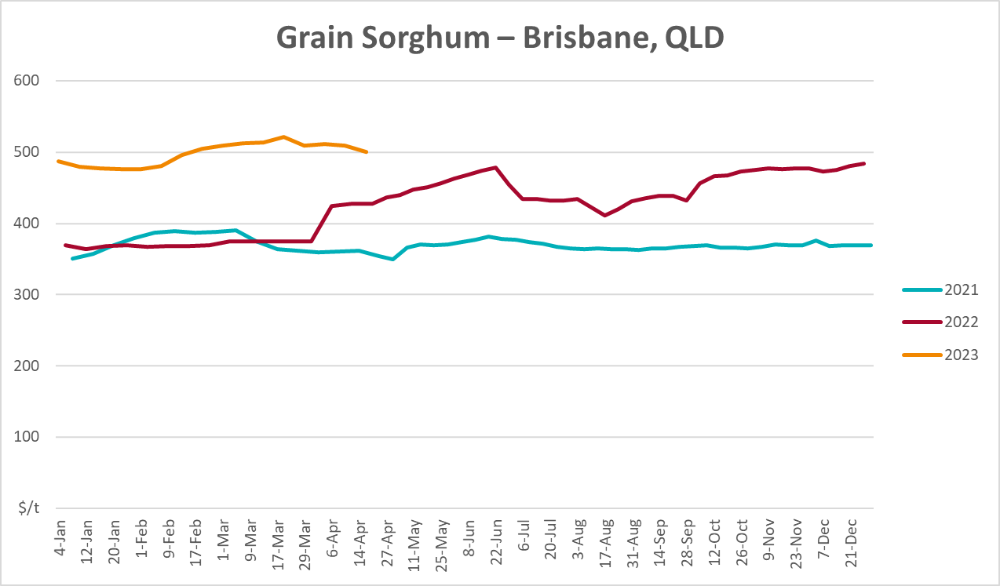 Grain Sorghum – Brisbane, QLD
600
500
400
300
200
100
$/t
2021
2022
2023
4-Jan
12-Jan
20-Jan
1-Feb
9-Feb
17-Feb
1-Mar
9-Mar
17-Mar
29-Mar
6-Apr
14-Apr
27-Apr
11-May
25-May
8-Jun
22-Jun
6-Jul
20-Jul
3-Aug
17-Aug
31-Aug
14-Sep
28-Sep
12-Oct
26-Oct
9-Nov
23-Nov
7-Dec
21-Dec